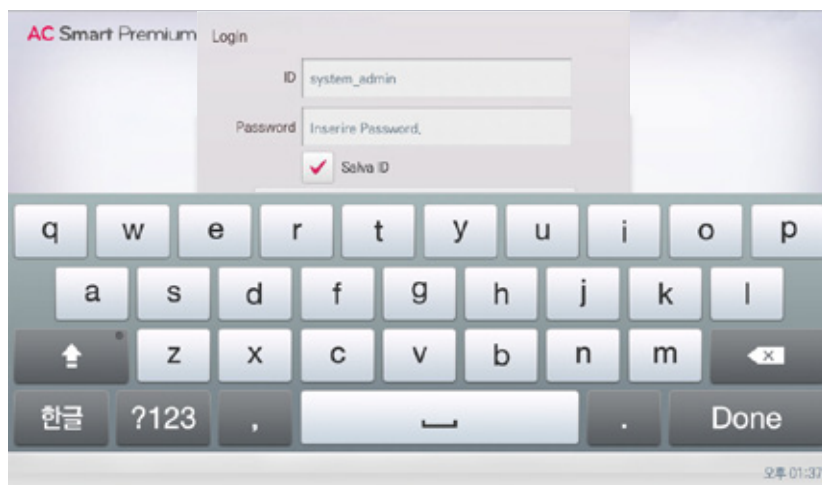 AC Smart Premium
Login
ID system_admin
Password Inserire Password.
Salva ID
q w e r t y u i o p
a s d f g h j k l
z x c v b n m
한글 ?123 , . Done
오후 01:37